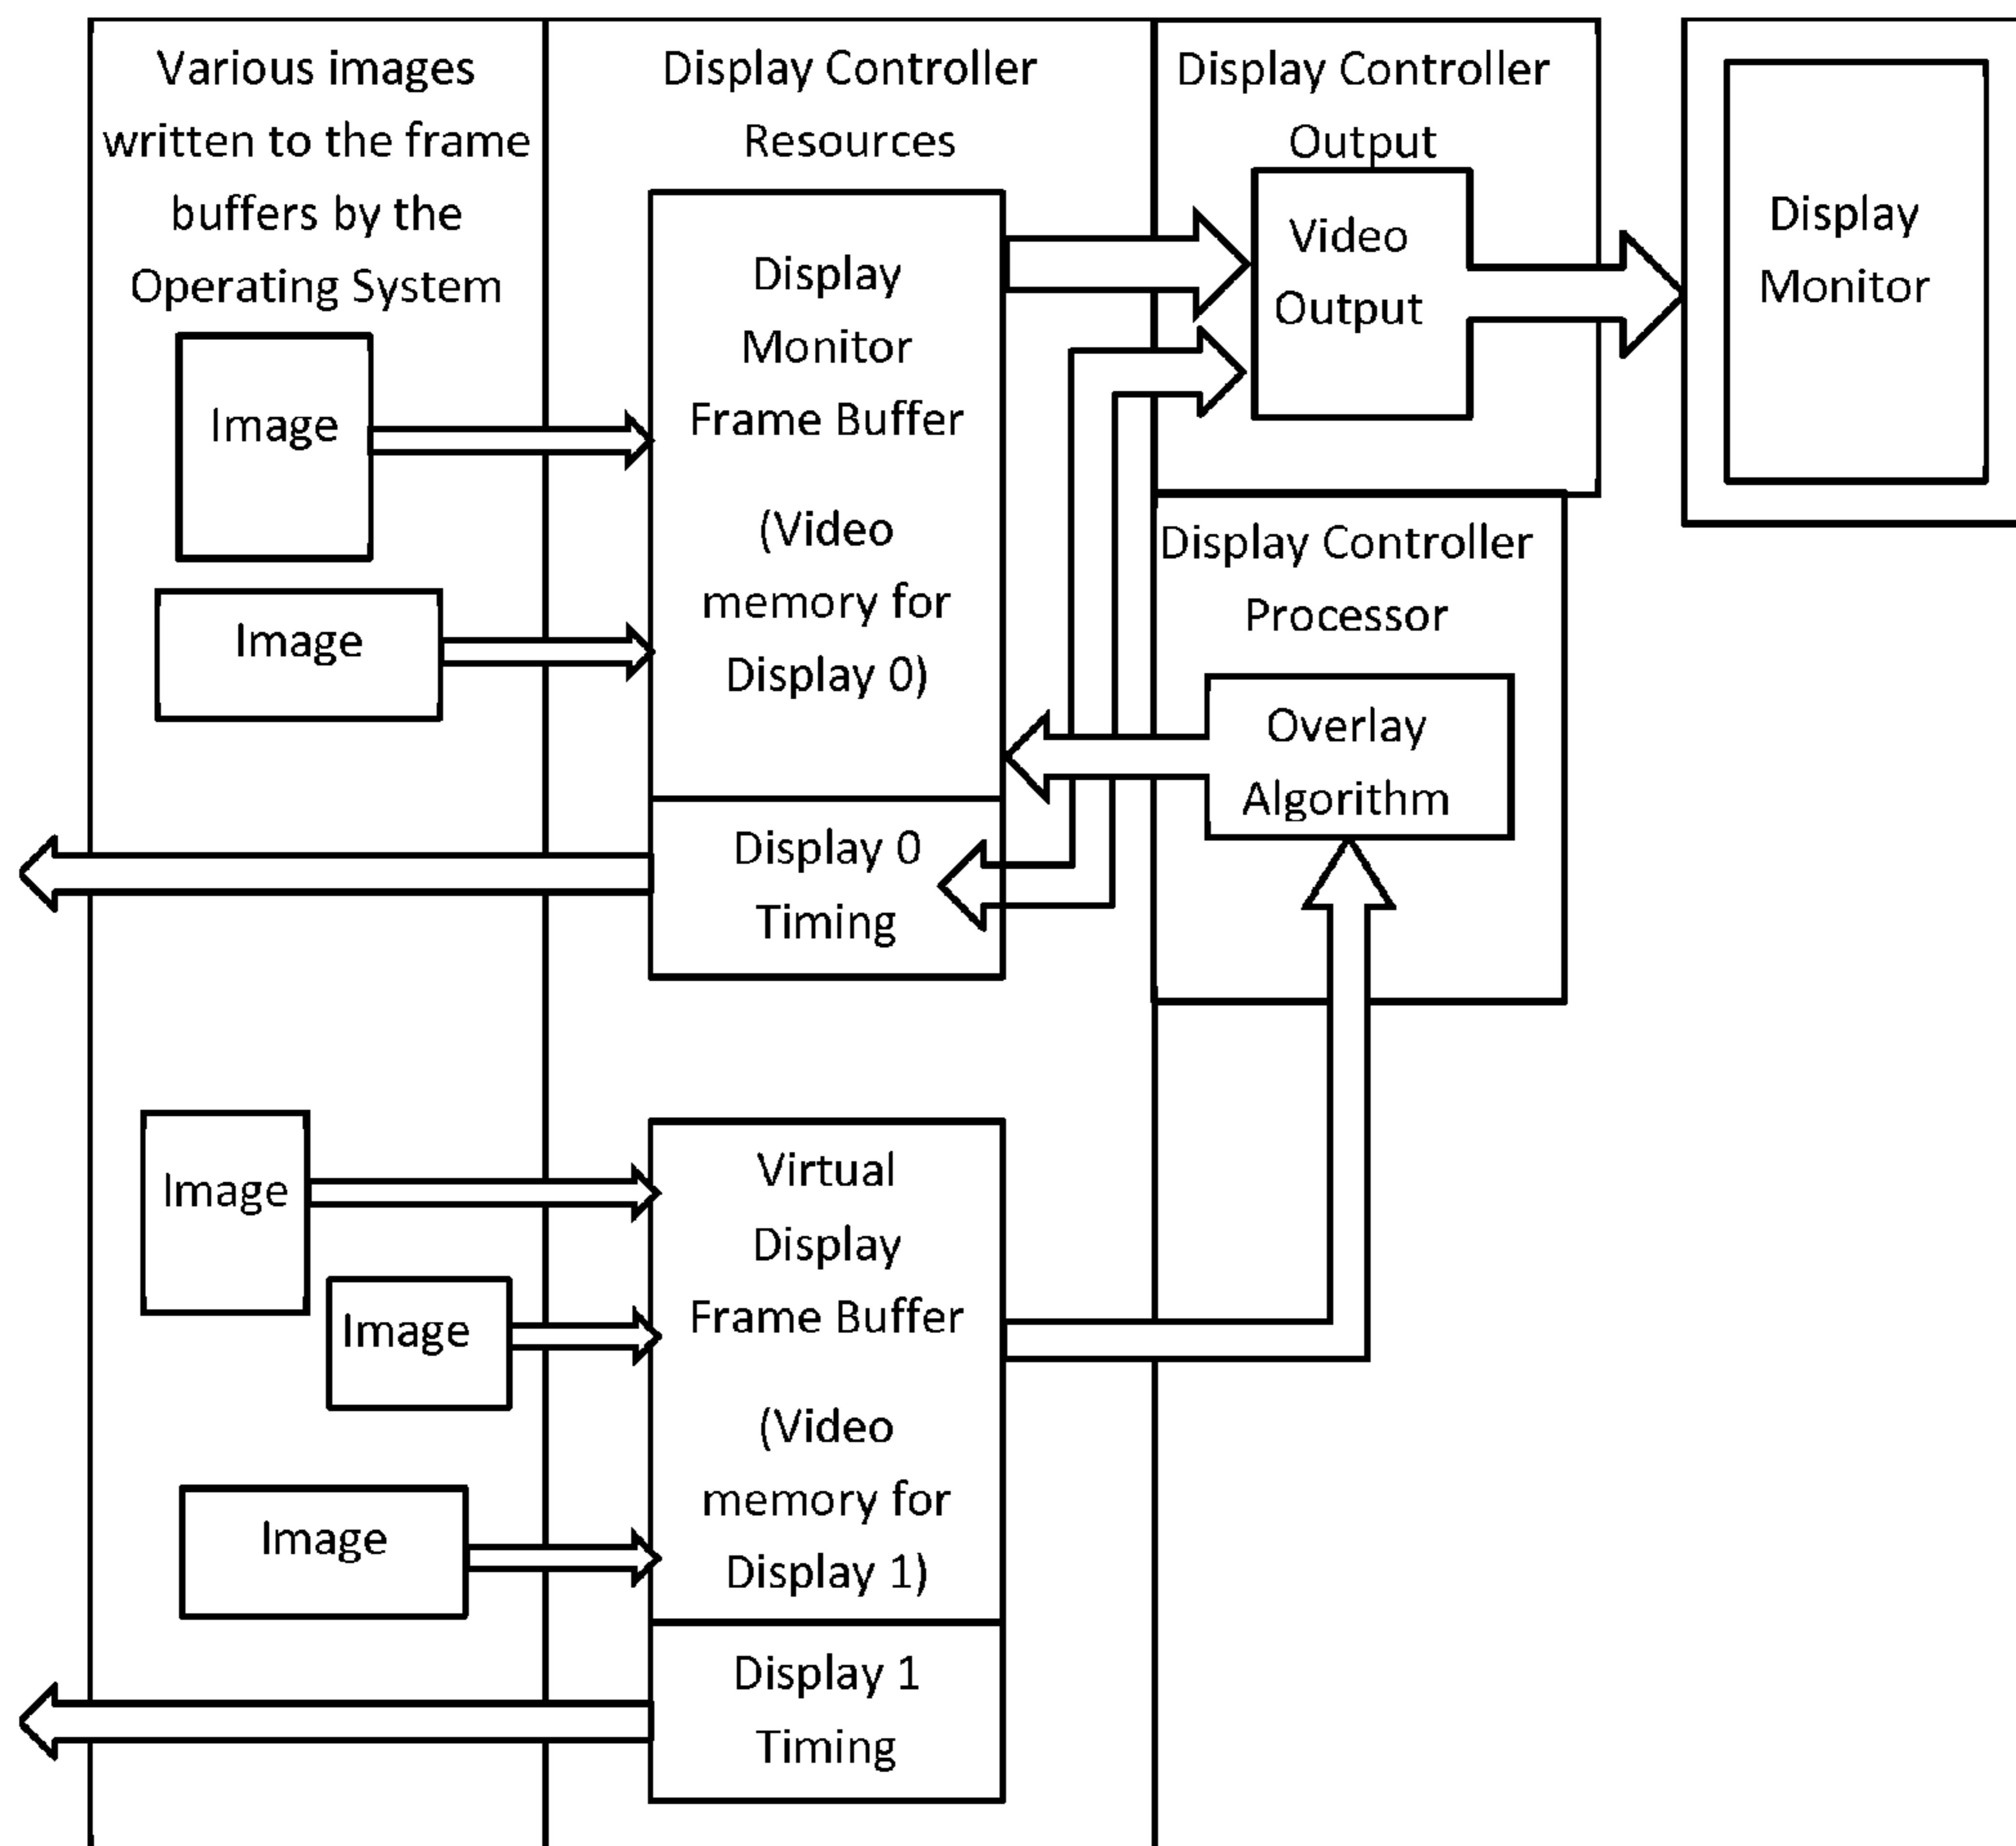 Various images
written to the frame
buffers by the
Operating System
Image
Image
Image
Image
Image
Display Controller
Resources
Display
Monitor
Frame Buffer
(Video
memory for
Display 0)
Display 0
Timing
Virtual
Display
Frame Buffer
(Video
memory for
Display 1)
Display 1
Timing
Display Controller
Output
Video
Output
Display Controller
Processor
Overlay
Algorithm
Display
Monitor